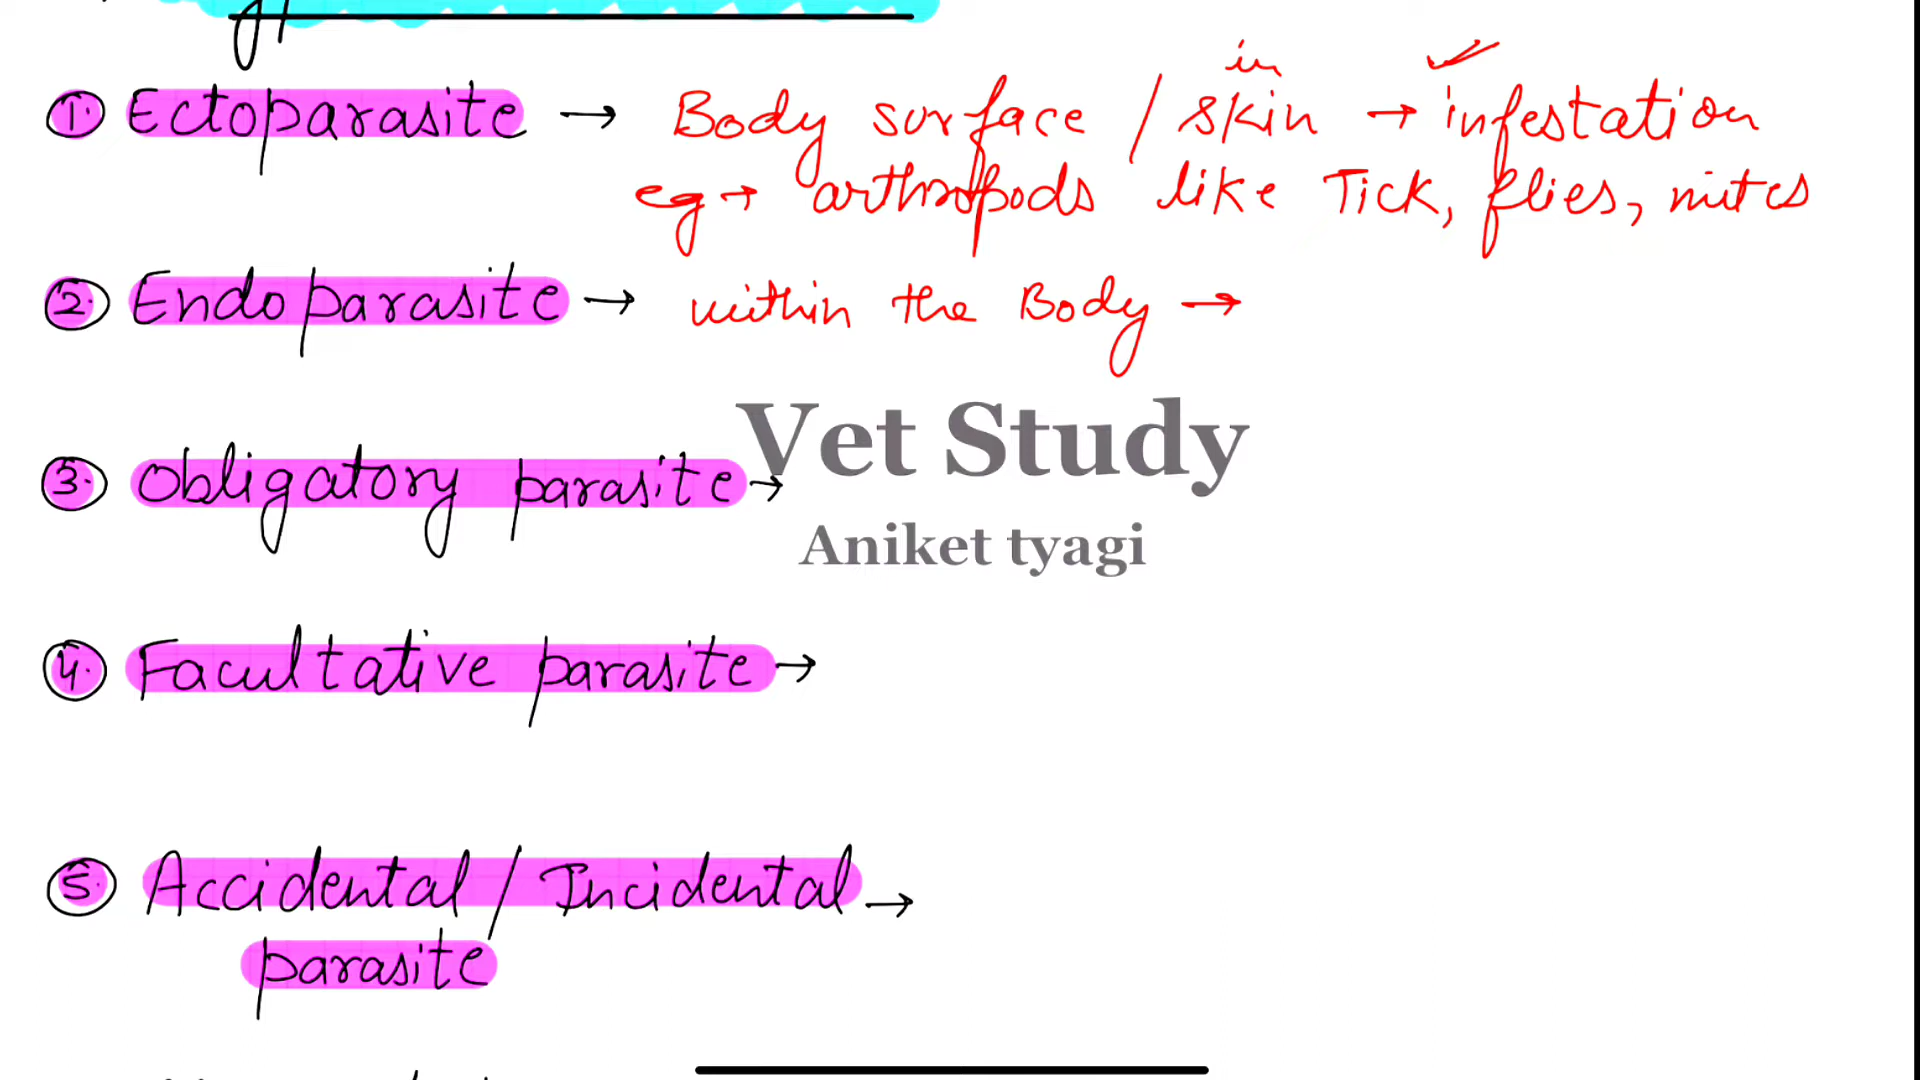 1. Ectoparasite → Body surface / in skin → infestation
eg → arthropods like Tick, flies, mites
2. Endoparasite → within the Body →
Vet Study
3. Obligatory parasite →
Aniket tyagi
4. Facultative parasite →
5. Accidental / Incidental →
parasite